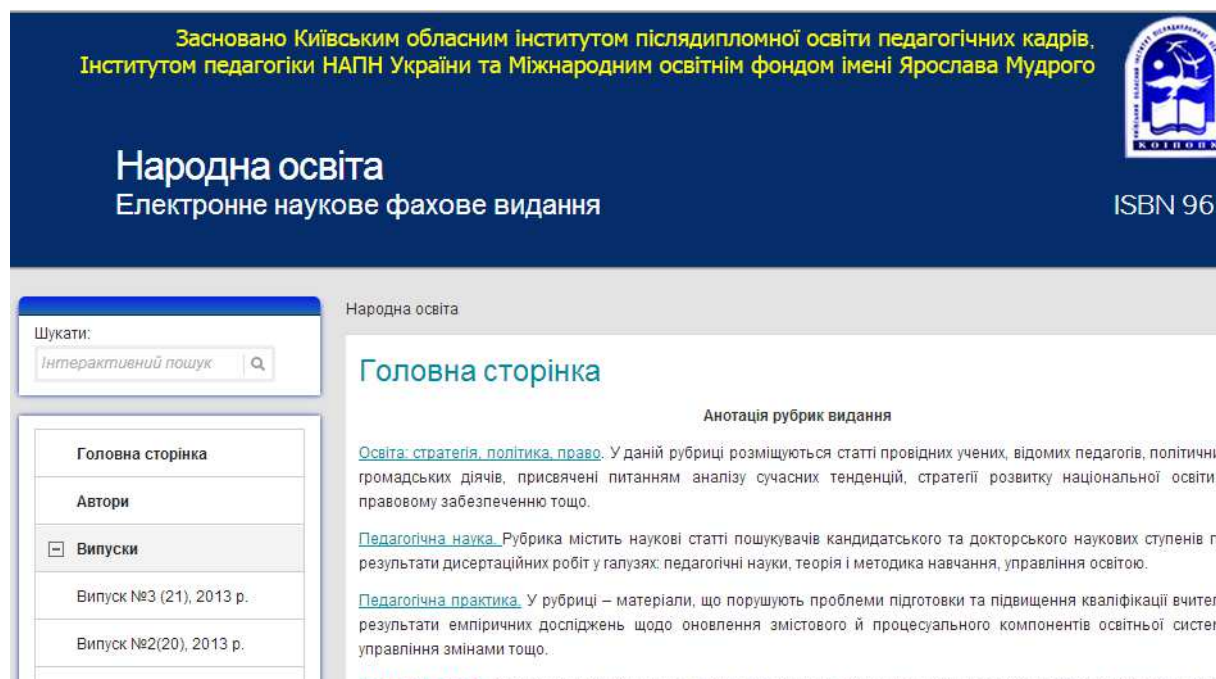 Засновано Київським обласним інститутом післядипломної освіти педагогічних кадрів,
Інститутом педагогіки НАПН України та Міжнародним освітнім фондом імені Ярослава Мудрого
КОІПОПК
Народна освіта
Електронне наукове фахове видання
ISBN 96
Шукати:
Інтерактивний пошук
Головна сторінка
Автори
Випуски
Випуск №3 (21), 2013 р.
Випуск №2(20), 2013 р.
Народна освіта
Головна сторінка
Анотація рубрик видання
Освіта: стратегія, політика, право. У даній рубриці розміщуються статті провідних учених, відомих педагогів, політични
громадських діячів, присвячені питанням аналізу сучасних тенденцій, стратегії розвитку національної освіти
правовому забезпеченню тощо.
Педагогічна наука. Рубрика містить наукові статті пошукувачів кандидатського та докторського наукових ступенів п
результати дисертаційних робіт у галузях: педагогічні науки, теорія і методика навчання, управління освітою.
Педагогічна практика. У рубриці – матеріали, що порушують проблеми підготовки та підвищення кваліфікації вчител
результати емпіричних досліджень щодо оновлення змістового й процесуального компонентів освітньої систем
управління змінами тощо.